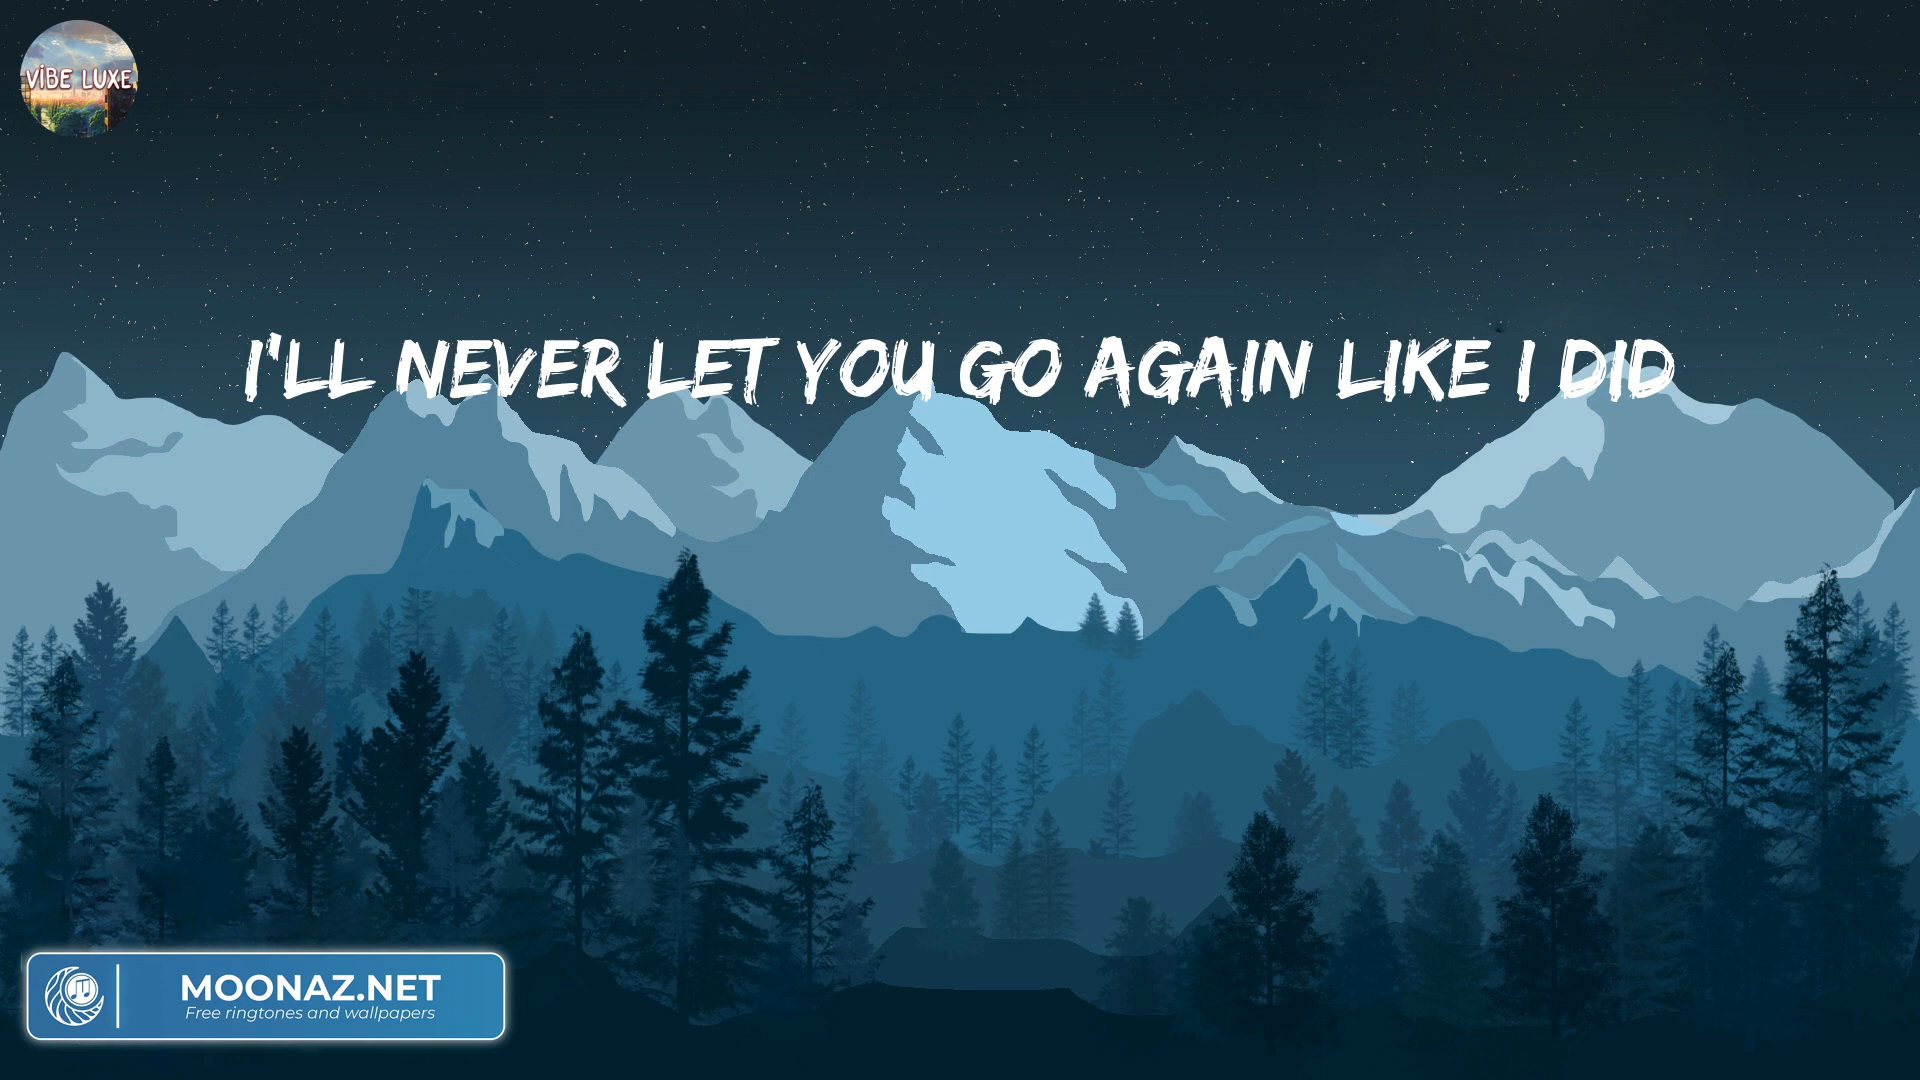 VIBE LUXE
I'LL NEVER LET YOU GO AGAIN LIKE I DID
MOONAZ.NET
Free ringtones and wallpapers